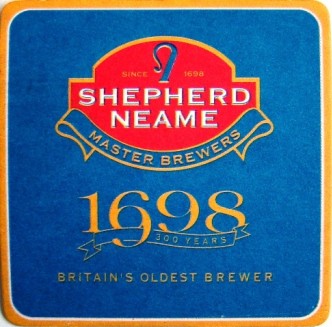 SINCE 1698
SHEPHERD
NEAME
MASTER BREWERS
1698
300 YEARS
BRITAIN'S OLDEST BREWER